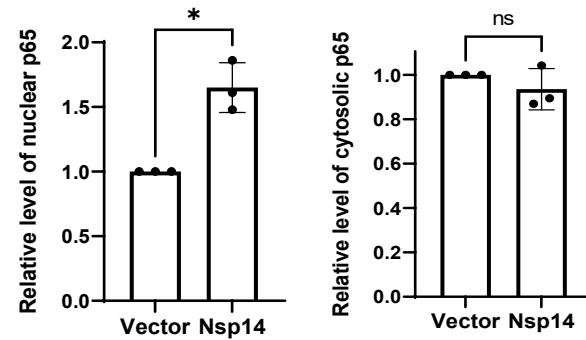 *
Relative level of nuclear p65
2.0
1.5
1.0
0.5
0.0
Vector Nsp14
ns
Relative level of cytosolic p65
1.0
0.8
0.6
0.4
0.2
0.0
Vector Nsp14